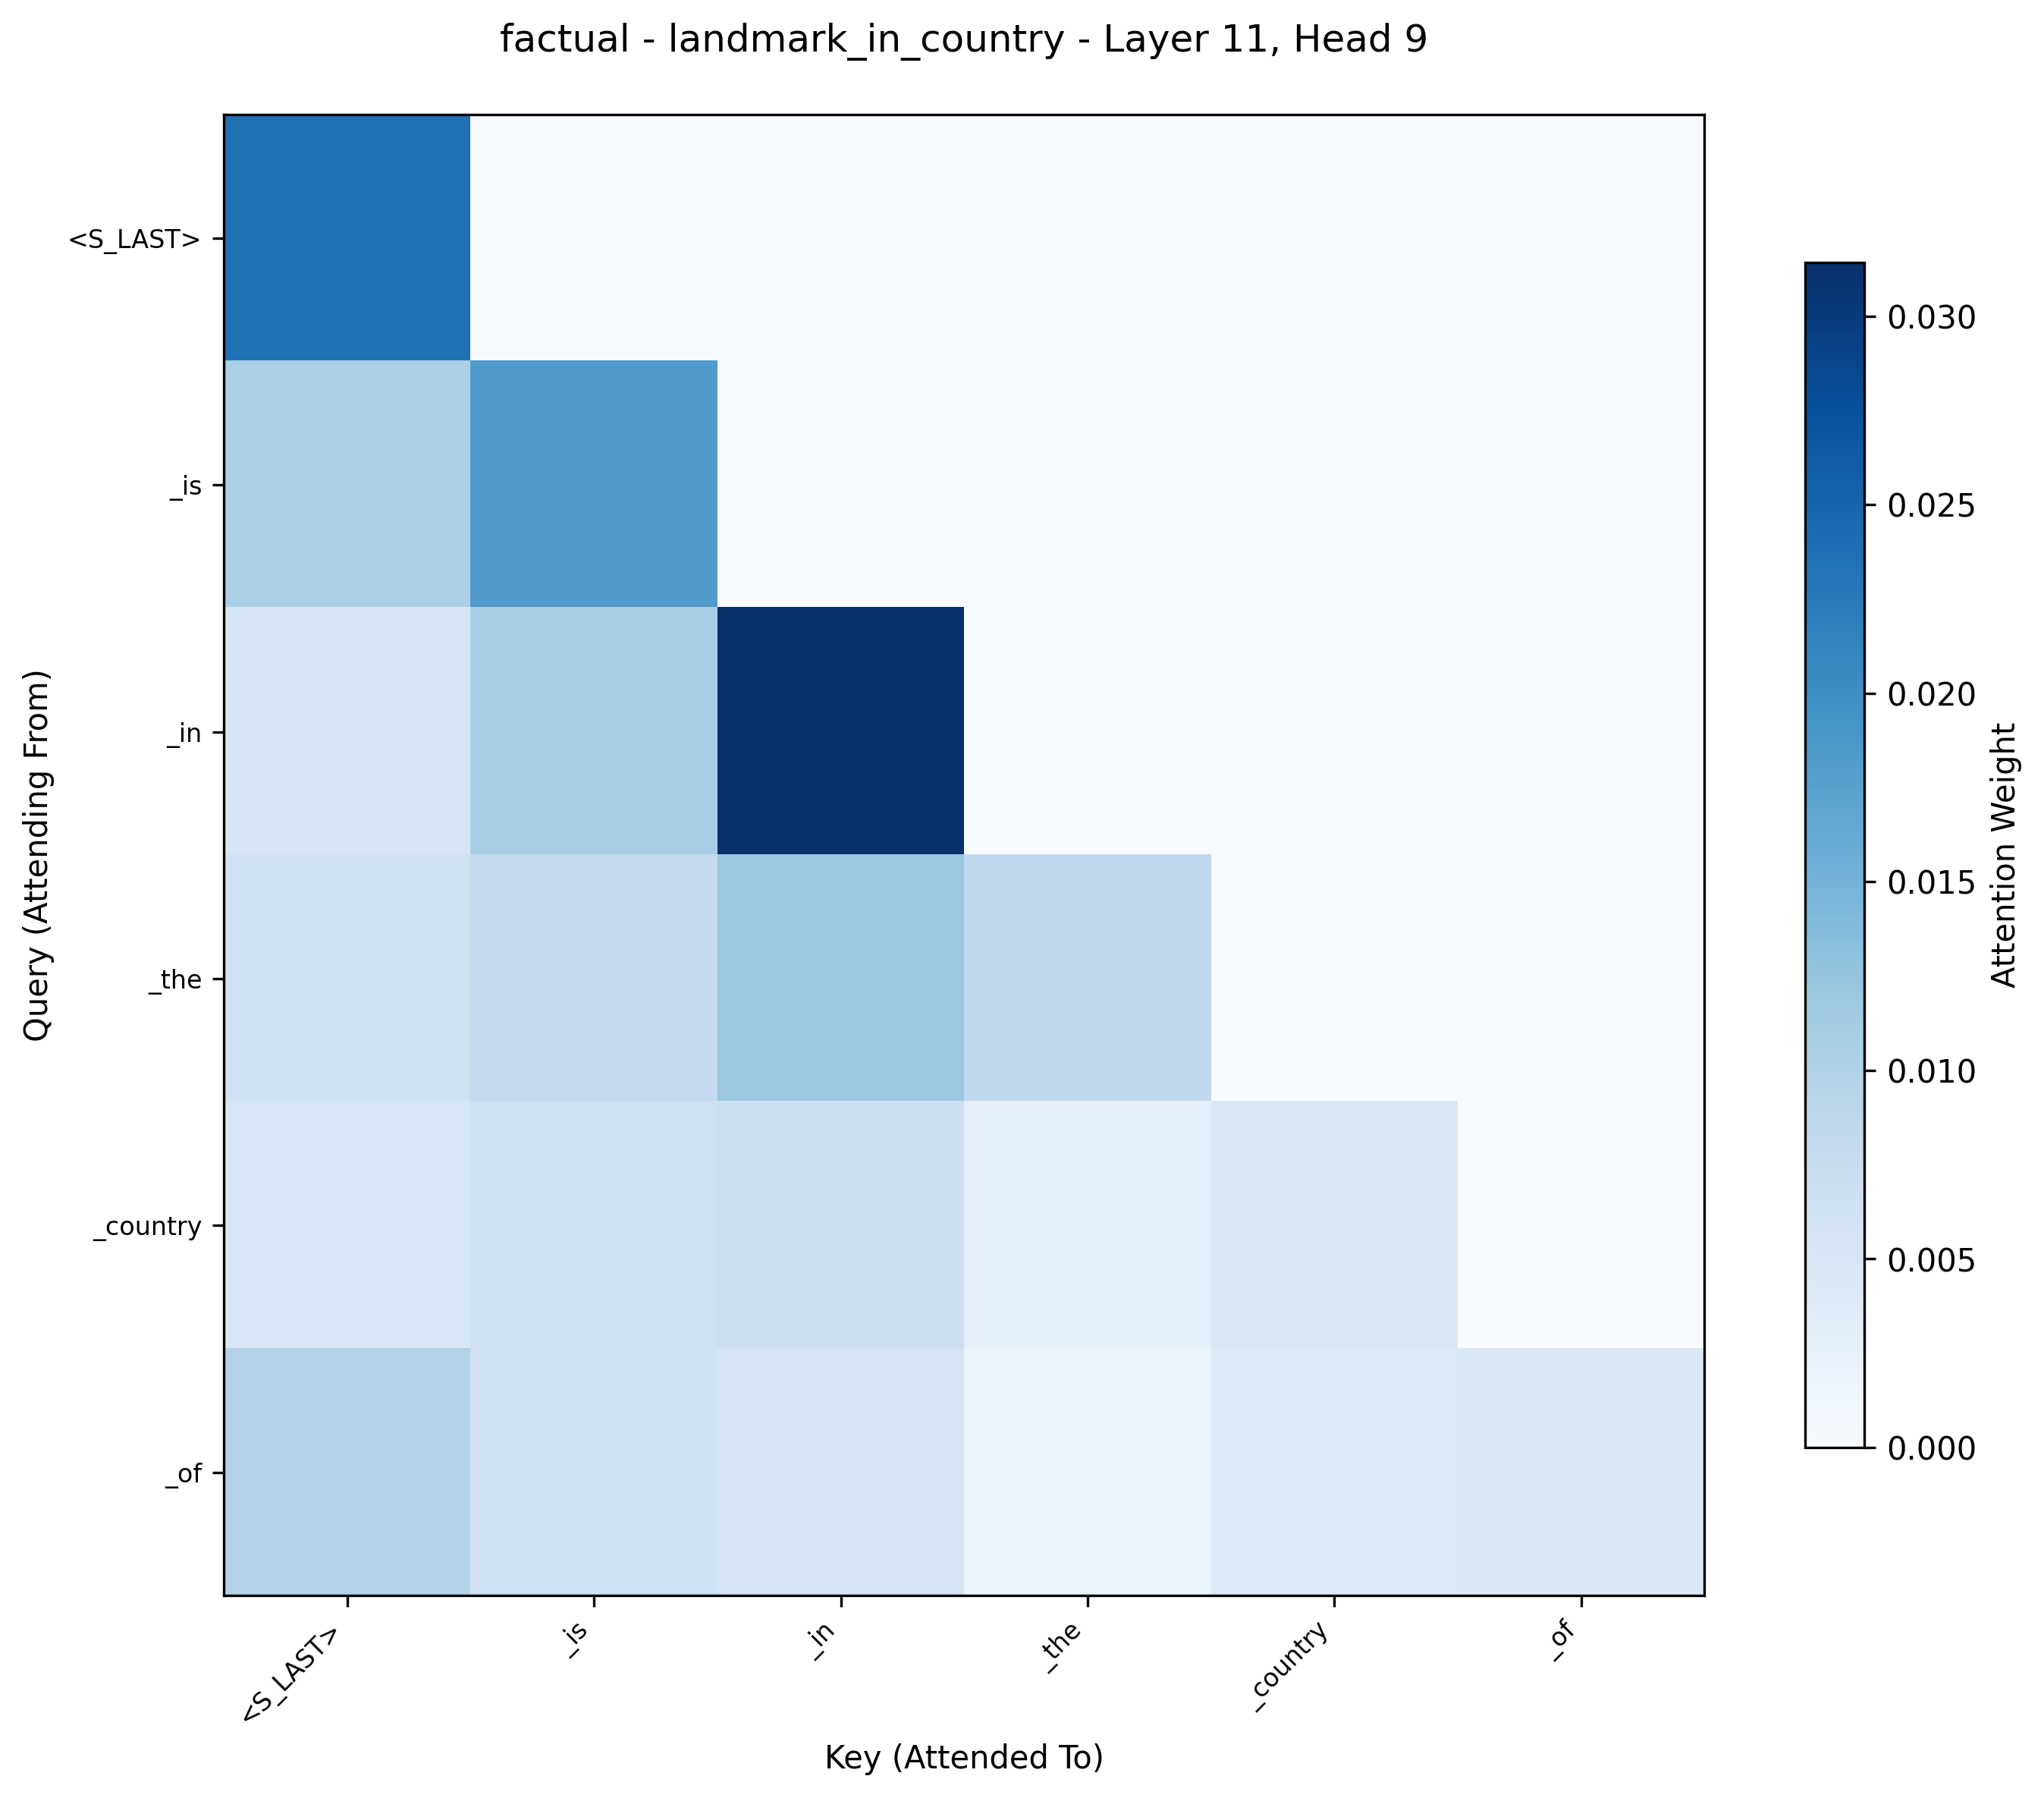 factual - landmark_in_country - Layer 11, Head 9
Query (Attending From)
<S_LAST>
_is
_in
_the
_country
_of
<S_LAST>
_is
_in
_the
_country
_of
Key (Attended To)
0.030
0.025
0.020
0.015
0.010
0.005
0.000
Attention Weight